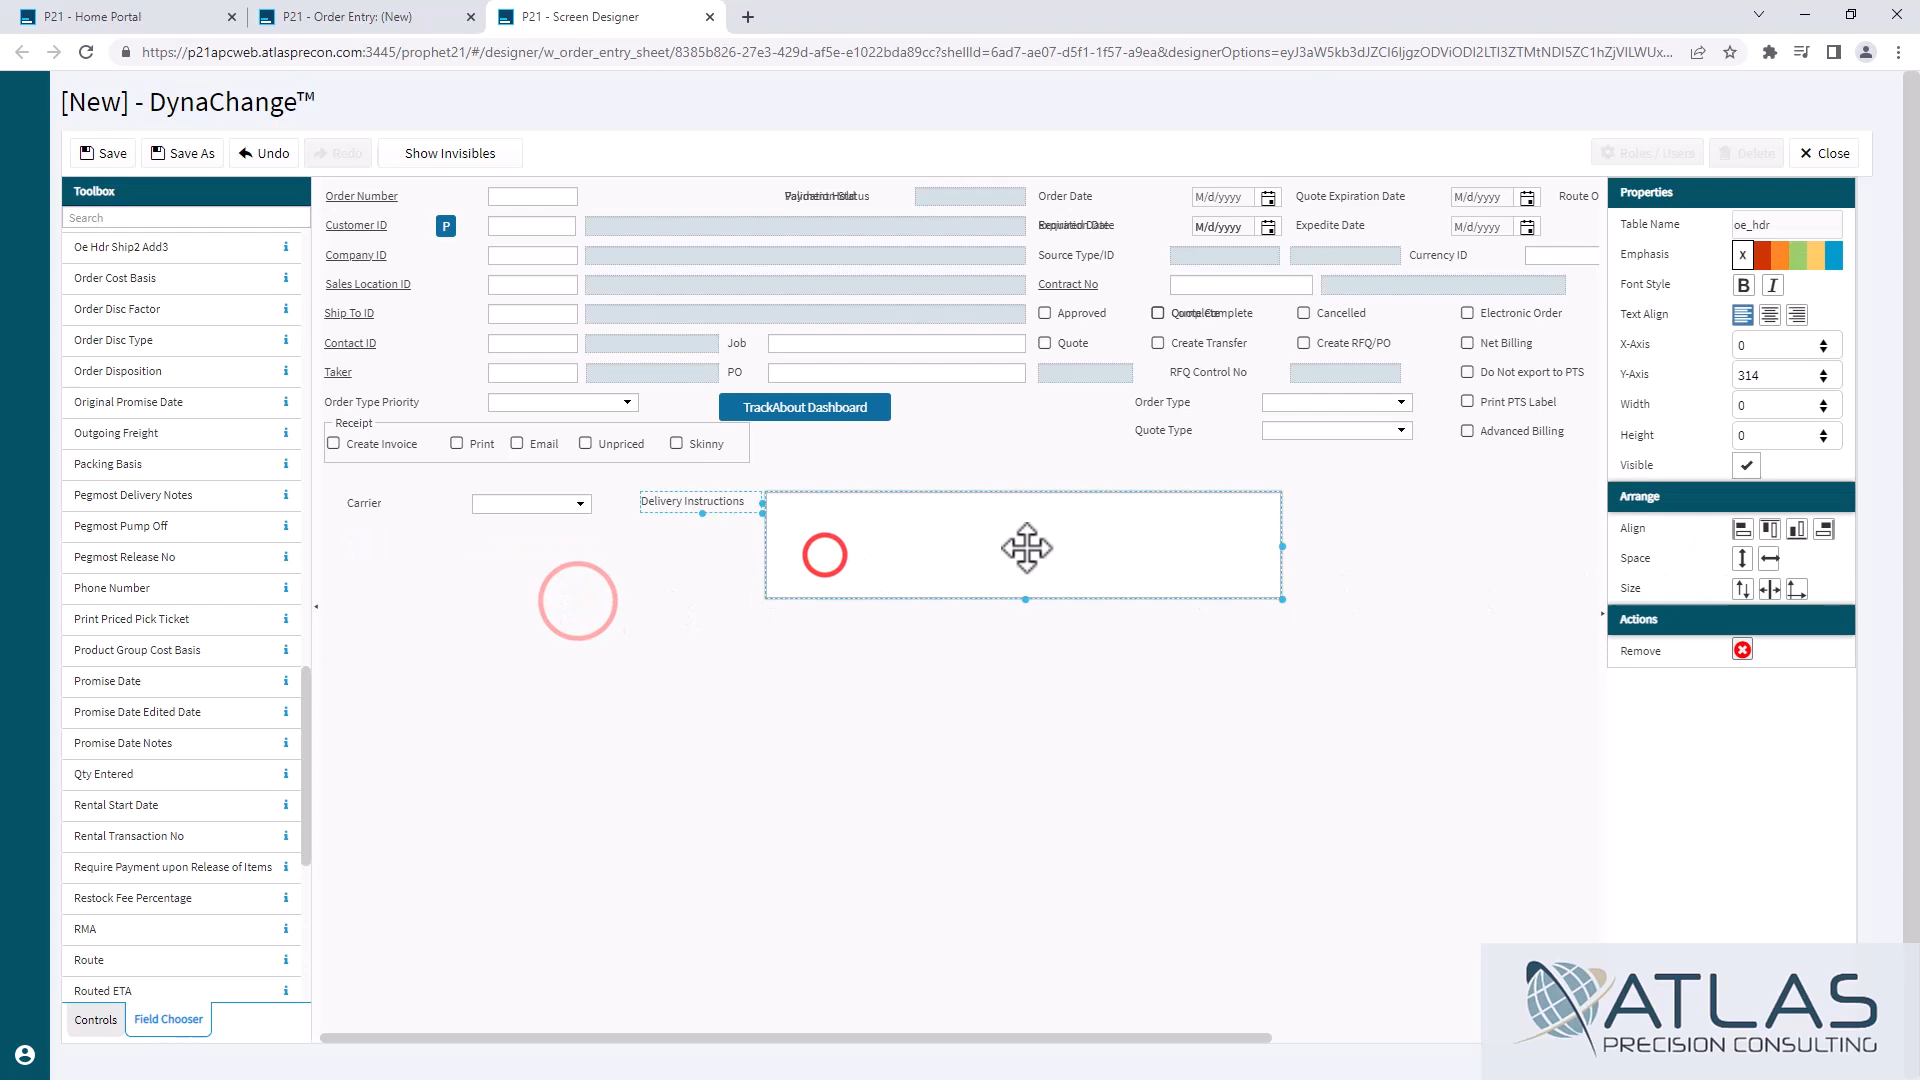 P21 - Home Portal
P21 - Order Entry: (New)
P21 - Screen Designer
https://p21apcweb.atlasprecon.com:3445/prophet21/#/designer/w_order_entry_sheet/8385b826-27e3-429d-af5e-e1022bda89cc?shellId=6ad7-ae07-d5f1-1f57-a9ea&designerOptions=eyJ3aW5kb3dJZCI6IjgzODViODI2LTI3ZTMtNDI5ZC1hZjVlLWUx...
[New] - DynaChange™
Save Save As Undo Redo Show Invisibles Roles / Users Delete Close
Toolbox
Search
Oe Hdr Ship2 Add3
Order Cost Basis
Order Disc Factor
Order Disc Type
Order Disposition
Original Promise Date
Outgoing Freight
Packing Basis
Pegmost Delivery Notes
Pegmost Pump Off
Pegmost Release No
Phone Number
Print Priced Pick Ticket
Product Group Cost Basis
Promise Date
Promise Date Edited Date
Promise Date Notes
Qty Entered
Rental Start Date
Rental Transaction No
Require Payment upon Release of Items
Restock Fee Percentage
RMA
Route
Routed ETA
Controls Field Chooser
Order Number Order Date M/d/yyyy Quote Expiration Date M/d/yyyy Route O
Customer ID P M/d/yyyy Expedite Date M/d/yyyy
Company ID Source Type/ID Currency ID
Sales Location ID Contract No
Ship To ID Approved Cancelled Electronic Order
Contact ID Job Quote Create Transfer Create RFQ/PO Net Billing
Taker PO RFQ Control No Do Not export to PTS
Order Type Priority TrackAbout Dashboard Order Type Print PTS Label
Receipt
Quote Type Advanced Billing
Create Invoice Print Email Unpriced Skinny
Carrier Delivery Instructions
Properties
Table Name oe_hdr
Emphasis X
Font Style B I
Text Align
X-Axis 0
Y-Axis 314
Width 0
Height 0
Visible
Arrange
Align
Space
Size
Actions
Remove
ATLAS
PRECISION CONSULTING